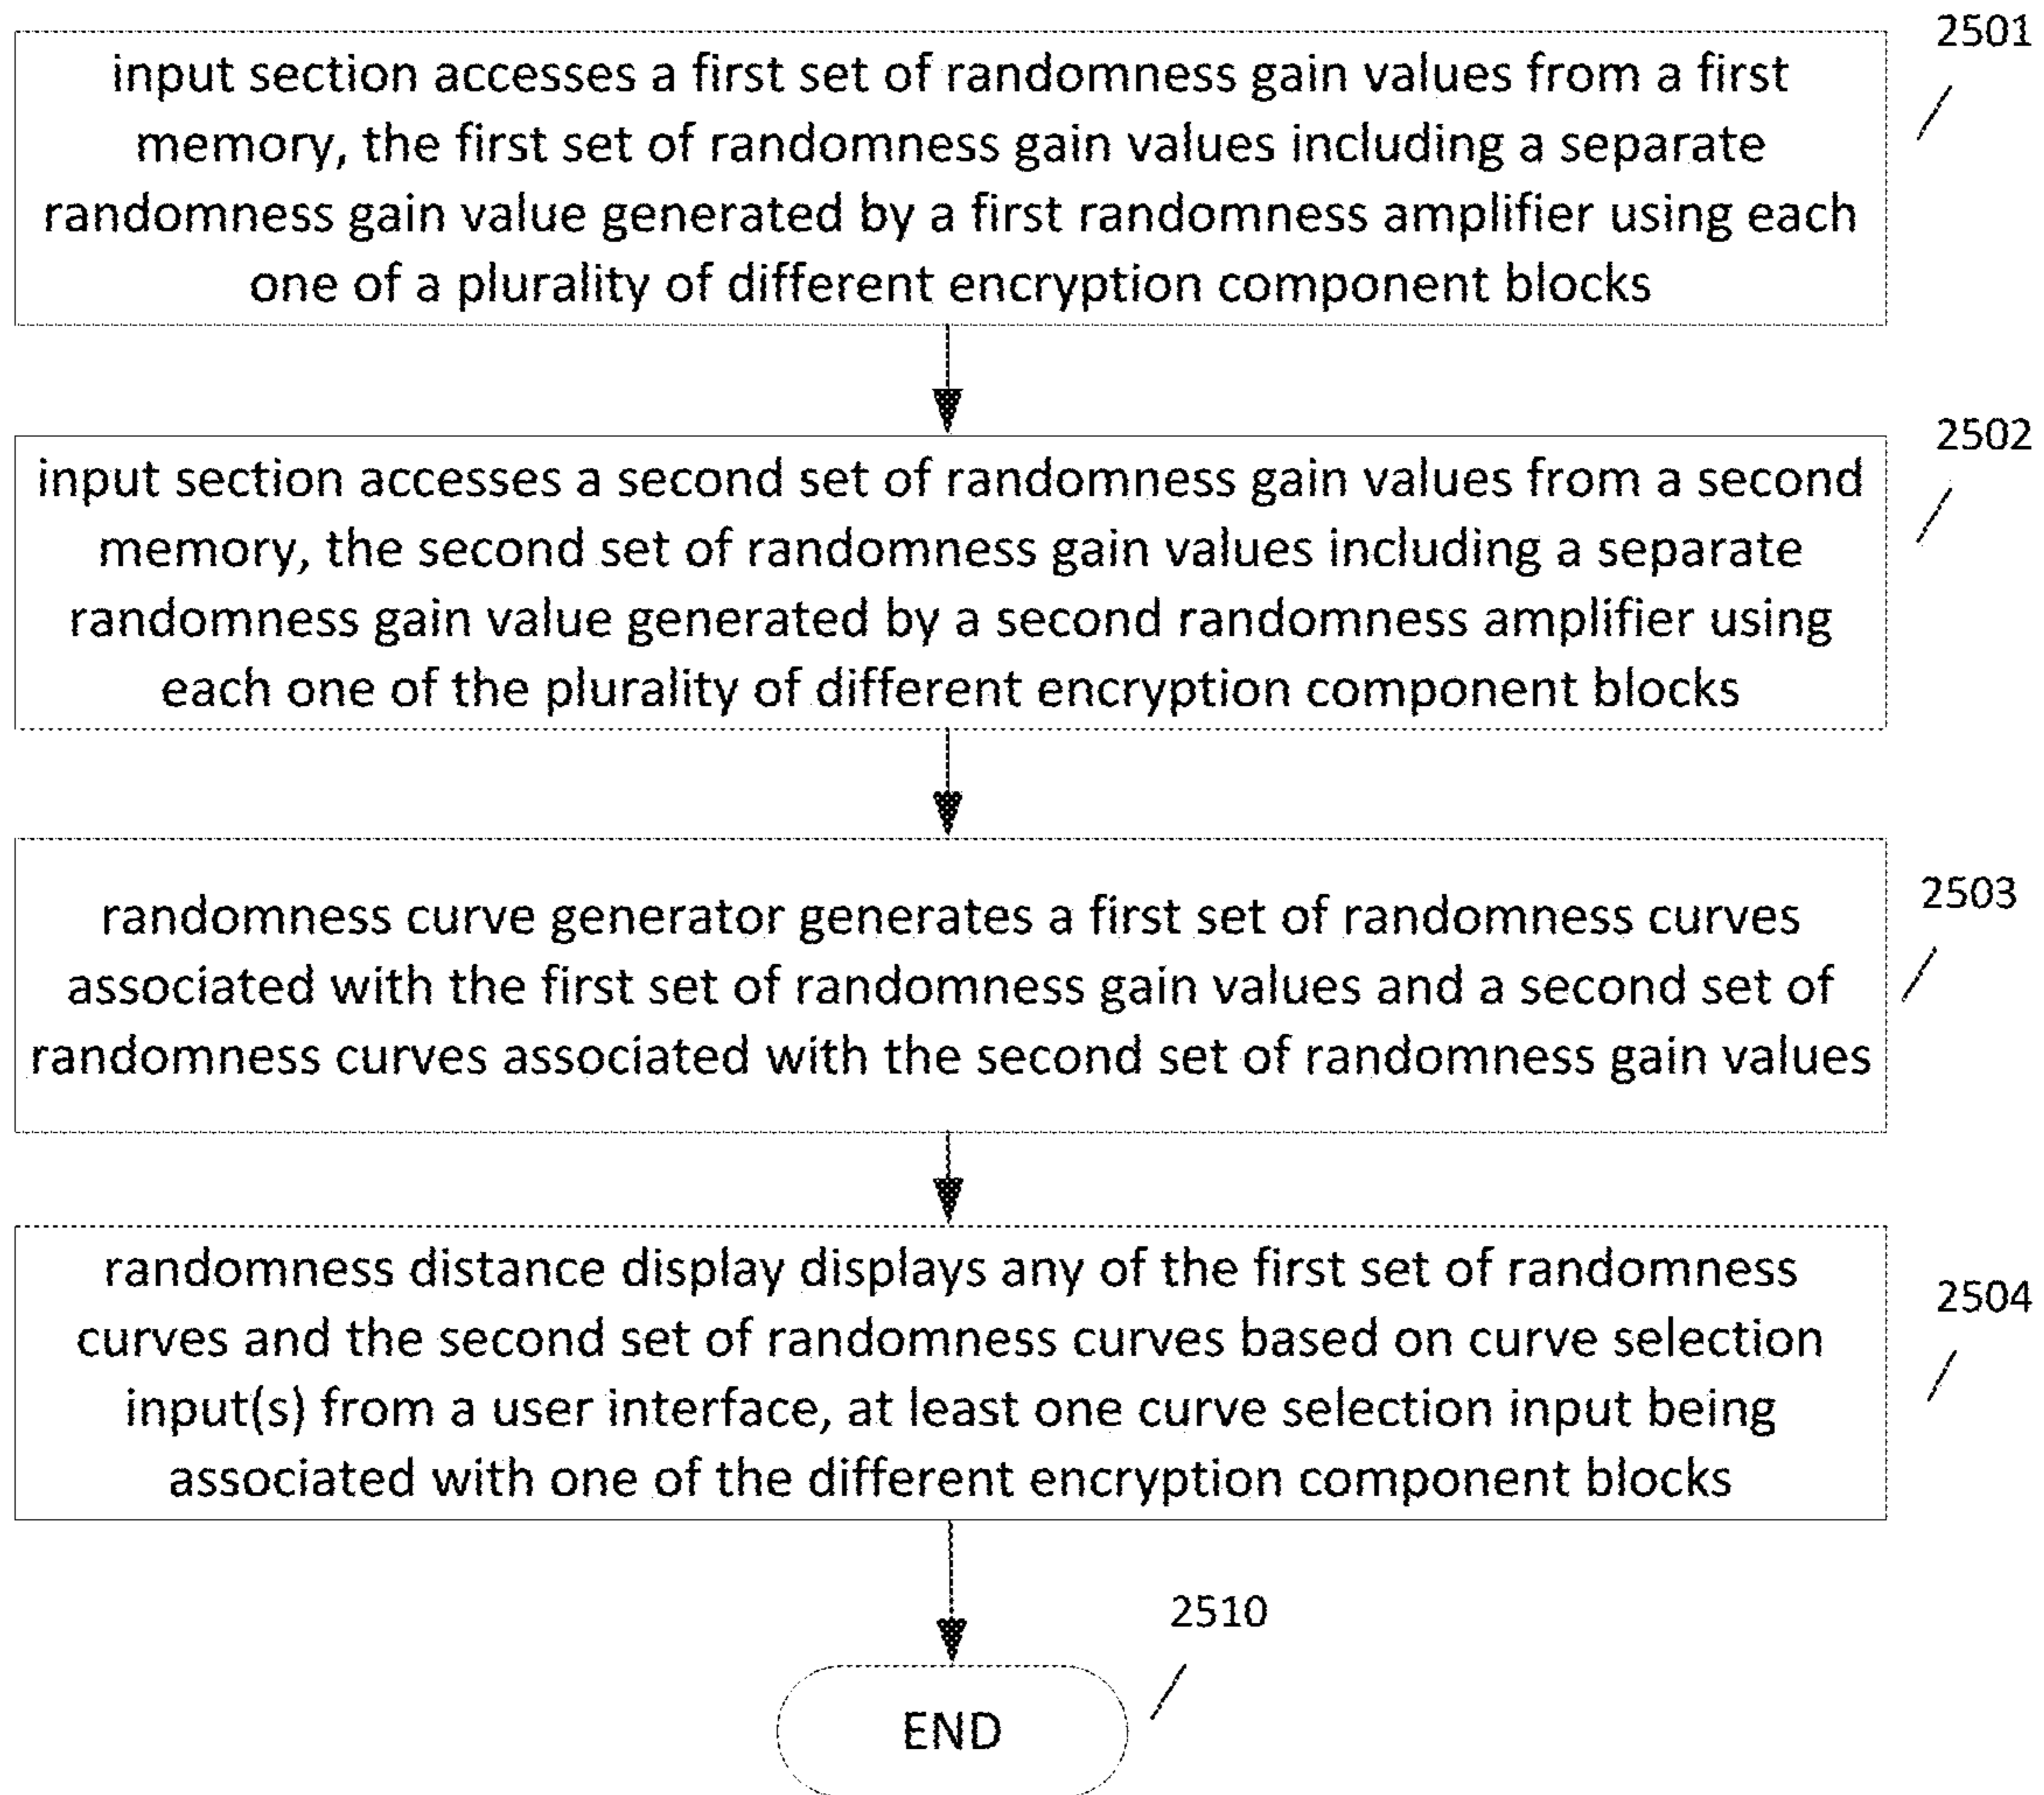 2501
input section accesses a first set of randomness gain values from a first
memory, the first set of randomness gain values including a separate
randomness gain value generated by a first randomness amplifier using each
one of a plurality of different encryption component blocks
2502
input section accesses a second set of randomness gain values from a second
memory, the second set of randomness gain values including a separate
randomness gain value generated by a second randomness amplifier using
each one of the plurality of different encryption component blocks
2503
randomness curve generator generates a first set of randomness curves
associated with the first set of randomness gain values and a second set of
randomness curves associated with the second set of randomness gain values
2504
randomness distance display displays any of the first set of randomness
curves and the second set of randomness curves based on curve selection
input(s) from a user interface, at least one curve selection input being
associated with one of the different encryption component blocks
2510
END